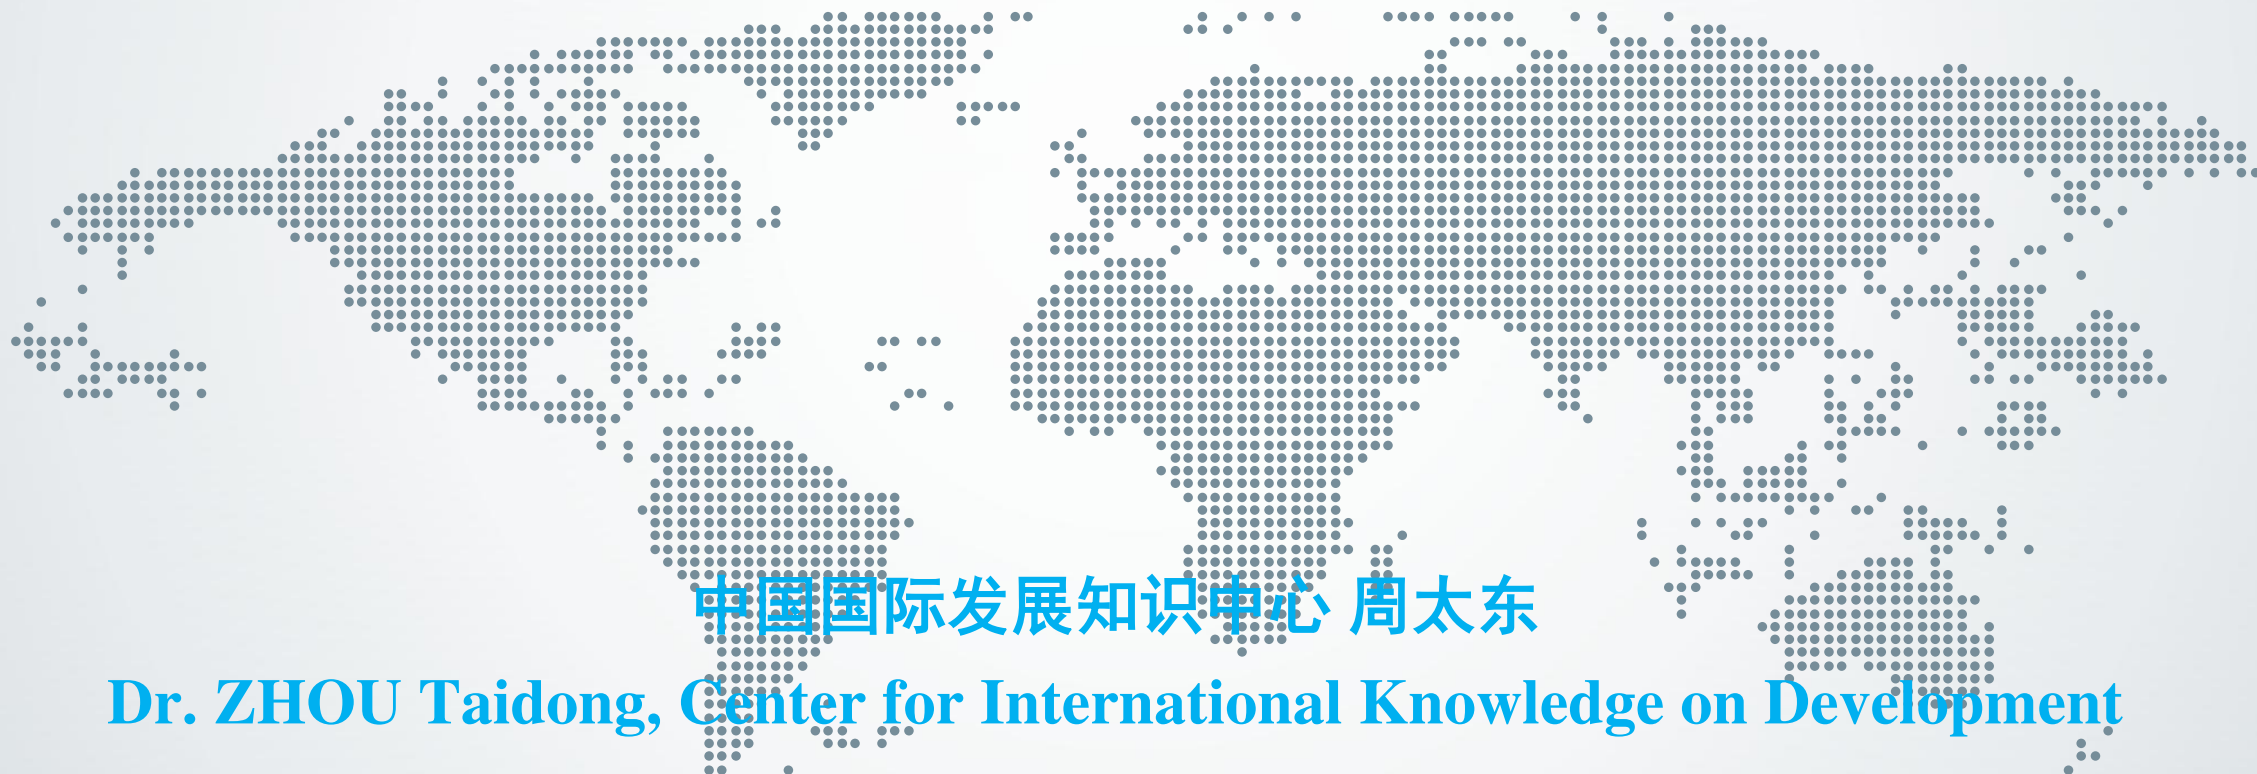 中国国际发展知识中心 周太东
Dr. ZHOU Taidong, Center for International Knowledge on Development